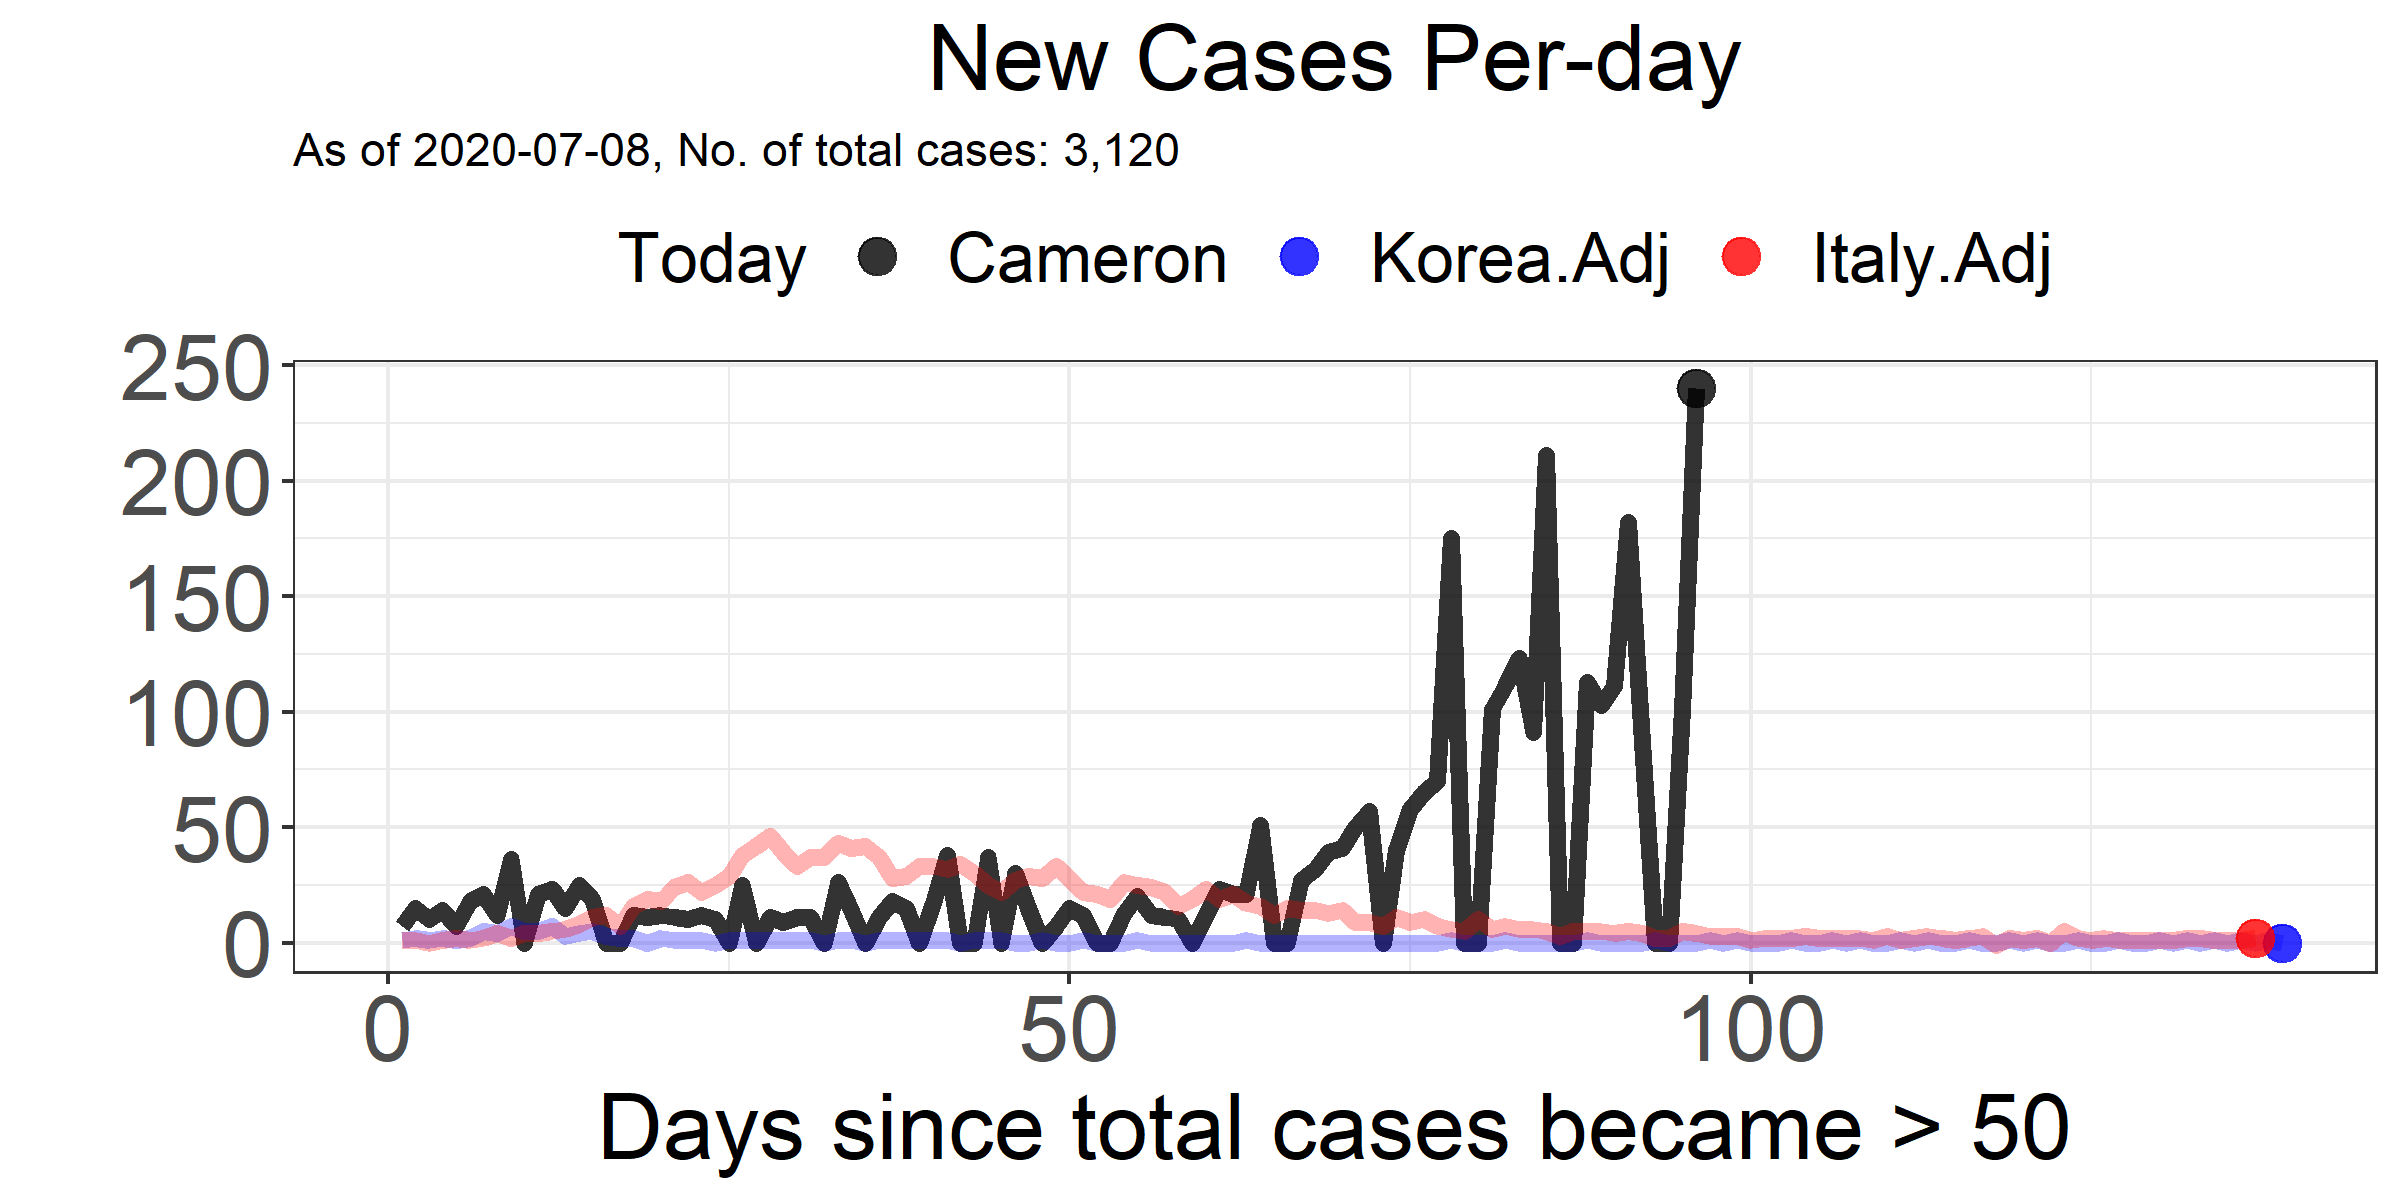 New Cases Per-day
As of 2020-07-08, No. of total cases: 3,120
Today Cameron Korea.Adj Italy.Adj
250
200
150
100
50
0
0 50 100
Days since total cases became > 50